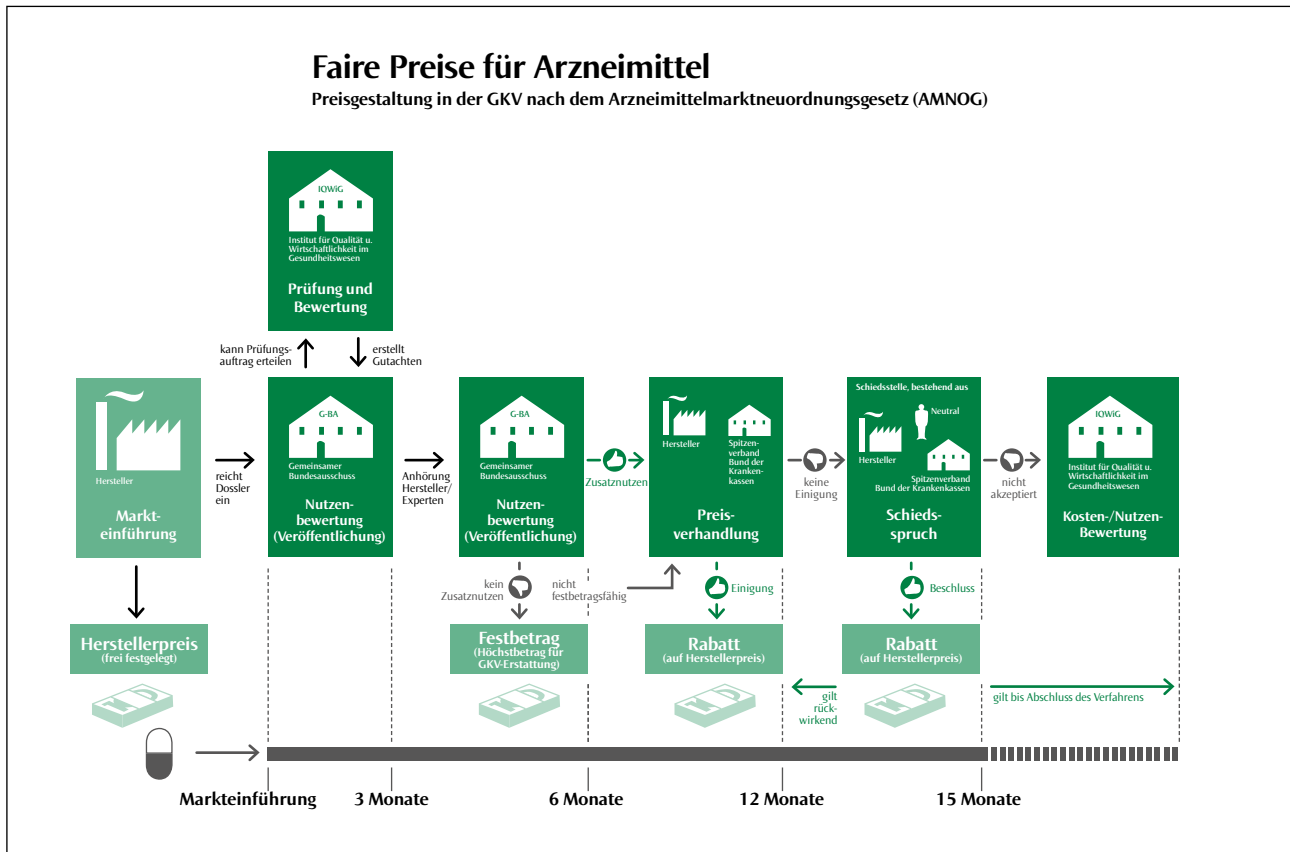 Faire Preise für Arzneimittel
Preisgestaltung in der GKV nach dem Arzneimittelmarktneuordnungsgesetz (AMNOG)
IQWiG
Institut für Qualität u.
Wirtschaftlichkeit im
Gesundheitswesen
Prüfung und
Bewertung
kann Prüfungs-
auftrag erteilen
erstellt
Gutachten
Hersteller
Markt-
einführung
reicht
Dossier
ein
G-BA
Gemeinsamer
Bundesausschuss
Nutzen-
bewertung
(Veröffentlichung)
Anhörung
Hersteller/
Experten
G-BA
Gemeinsamer
Bundesausschuss
Nutzen-
bewertung
(Veröffentlichung)
Zusatznutzen
Hersteller
Spitzen-
verband
Bund der
Kranken-
kassen
Preis-
verhandlung
keine
Einigung
Schiedsstelle, bestehend aus
Neutral
Hersteller
Spitzenverband
Bund der Krankenkassen
Schieds-
spruch
nicht
akzeptiert
IQWiG
Institut für Qualität u.
Wirtschaftlichkeit im
Gesundheitswesen
Kosten-/Nutzen-
Bewertung
kein
Zusatznutzen
nicht
festbetragsfähig
Einigung
Beschluss
Herstellerpreis
(frei festgelegt)
Festbetrag
(Höchstbetrag für
GKV-Erstattung)
Rabatt
(auf Herstellerpreis)
Rabatt
(auf Herstellerpreis)
MD
MD
MD
MD
gilt
rück-
wirkend
gilt bis Abschluss des Verfahrens
Markteinführung
3 Monate
6 Monate
12 Monate
15 Monate